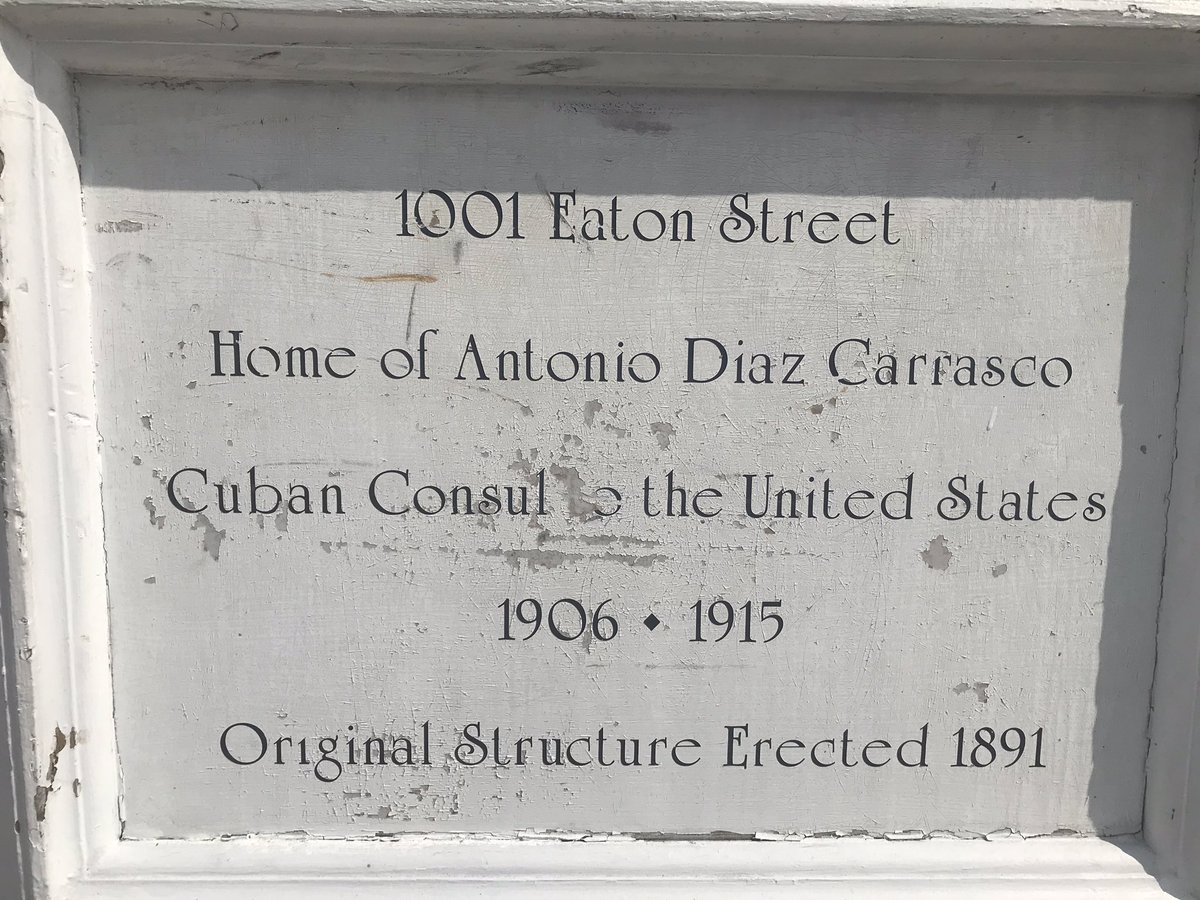 1001 Eaton Street
Home of Antonio Diaz Carrasco
Cuban Consul to the United States
1906 ◆ 1915
Original Structure Erected 1891